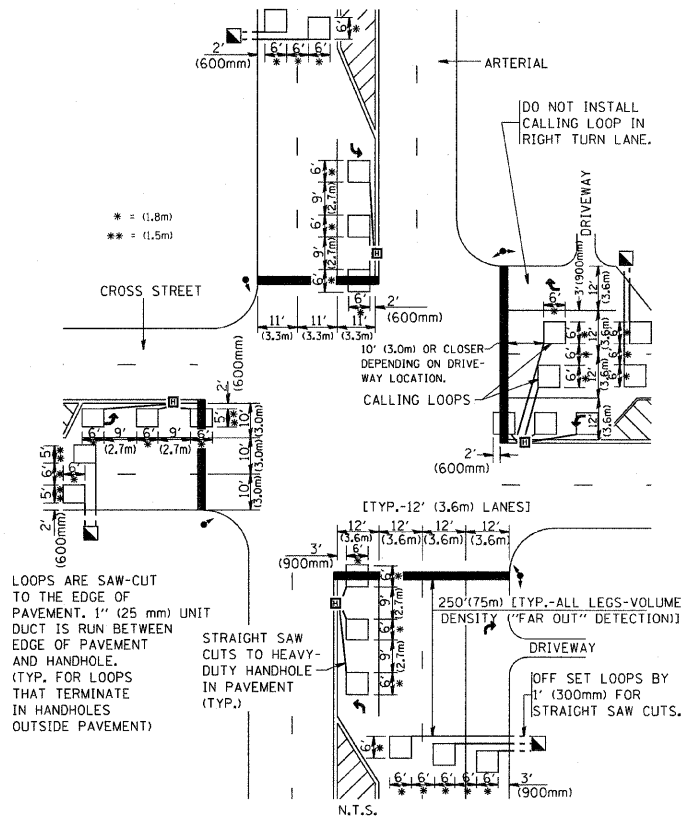 6'
2'
(600mm)
6' 6' 6'
* * *
ARTERIAL
DO NOT INSTALL
CALLING LOOP IN
RIGHT TURN LANE.
DRIVEWAY
* = (1.8m)
** = (1.5m)
6'
*
9'
(2.7m)
6'
*
9'
(2.7m)
6'
*
H
6'
*
2'
(600mm)
11' 11' 11'
(3.3m) (3.3m) (3.3m)
CROSS STREET
3'(900mm)
12'
(3.6m)
6'
*
12'
(3.6m)
12'
(3.6m)
12'
(3.6m)
6'
*
6'
*
6'
*
10' (3.0m) OR CLOSER
DEPENDING ON DRIVE-
WAY LOCATION.
CALLING LOOPS
H
2'
(600mm)
2'
(600mm)
H
5'
**
10'
(3.0m)
10'
(3.0m)
10'
(3.0m)
6' 9' 6' 9' 6'
* (2.7m) * (2.7m) *
5'
**
6'
*
5'
**
6'
*
2'
(600mm)
[TYP.-12' (3.6m) LANES]
12' 12' 12' 12'
(3.6m) (3.6m) (3.6m) (3.6m)
3'
(900mm)
6'
*
H
6'
*
9'
(2.7m)
6'
*
9'
(2.7m)
6'
*
250'(75m) [TYP.-ALL LEGS-VOLUME
DENSITY ("FAR OUT" DETECTION)]
DRIVEWAY
LOOPS ARE SAW-CUT
TO THE EDGE OF
PAVEMENT. 1" (25 mm) UNIT
DUCT IS RUN BETWEEN
EDGE OF PAVEMENT
AND HANDHOLE.
(TYP. FOR LOOPS
THAT TERMINATE
IN HANDHOLES
OUTSIDE PAVEMENT)
STRAIGHT SAW
CUTS TO HEAVY-
DUTY HANDHOLE
IN PAVEMENT
(TYP.)
OFF SET LOOPS BY
1' (300mm) FOR
STRAIGHT SAW CUTS.
6'
*
6' 6' 6' 6' 6'
* * * * *
3'
(900mm)
N.T.S.